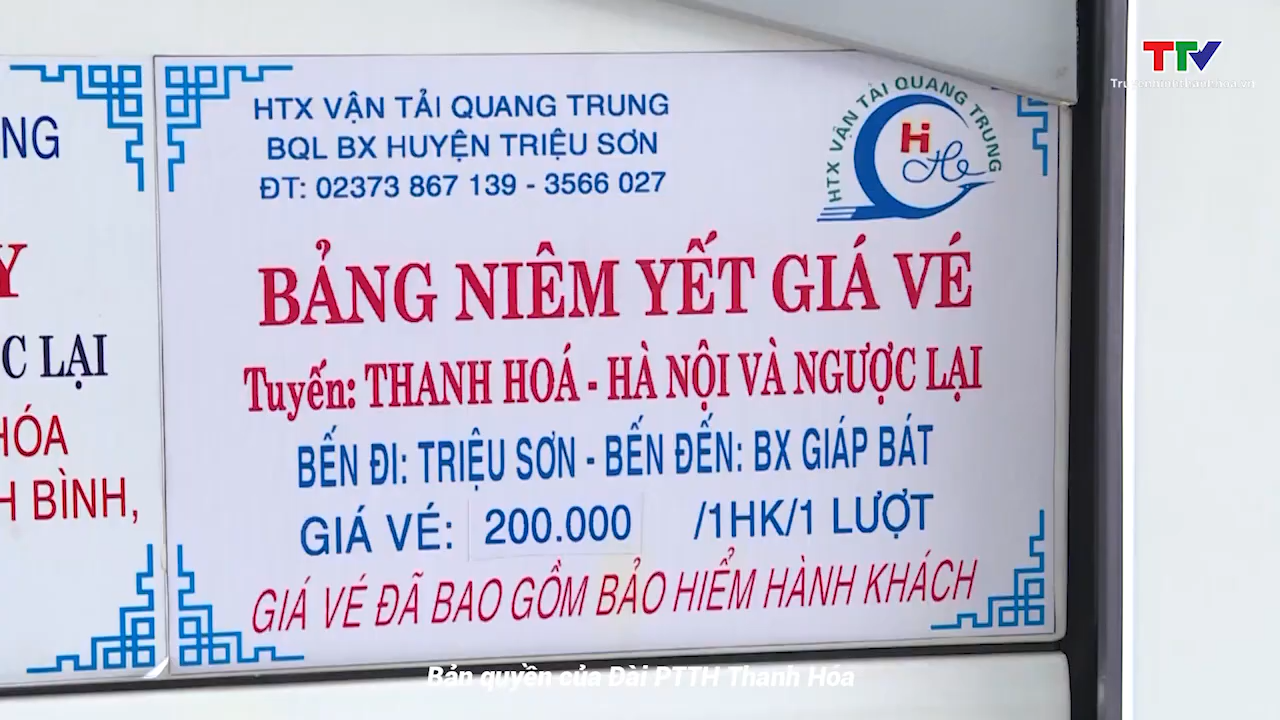 TTV
NG
Y
C LẠI
HÓA
H BÌNH,
HTX VẬN TẢI QUANG TRUNG
BQL BX HUYỆN TRIỆU SƠN
ĐT: 02373 867 139 - 3566 027
HTX VẬN TẢI QUANG TRUNG
H
BẢNG NIÊM YẾT GIÁ VÉ
Tuyến: THANH HOÁ - HÀ NỘI VÀ NGƯỢC LẠI
BẾN ĐI: TRIỆU SƠN - BẾN ĐẾN: BX GIÁP BÁT
GIÁ VÉ: 200.000 /1HK/1 LƯỢT
GIÁ VÉ ĐÃ BAO GỒM BẢO HIỂM HÀNH KHÁCH
Bản quyền của Đài PTTH Thanh Hóa